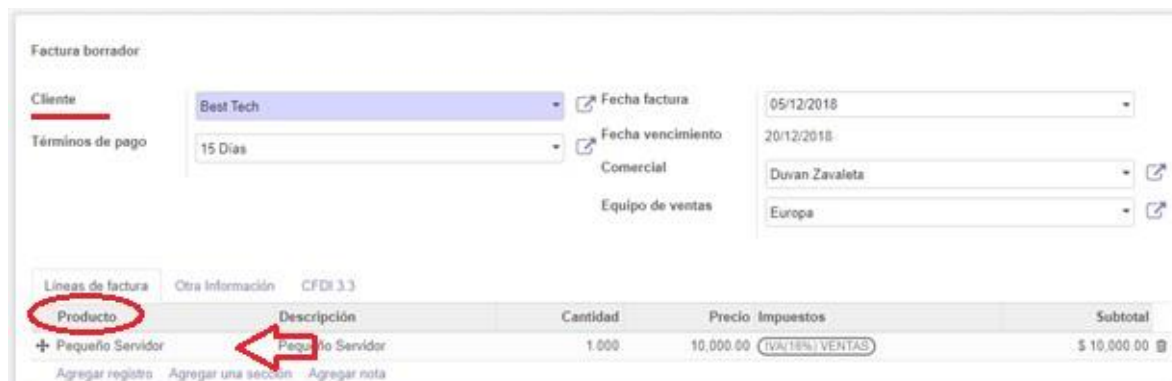 Factura borrador
Cliente Best Tech Fecha factura 05/12/2018
Términos de pago 15 Días Fecha vencimiento 20/12/2018
Comercial Duvan Zavaleta
Equipo de ventas Europa
Líneas de factura Otra Información CFDI 3.3
Producto Descripción Cantidad Precio Impuestos Subtotal
Pequeño Servidor Pequeño Servidor 1.000 10,000.00 IVA(16%) VENTAS $ 10,000.00
Agregar registro Agregar una sección Agregar nota